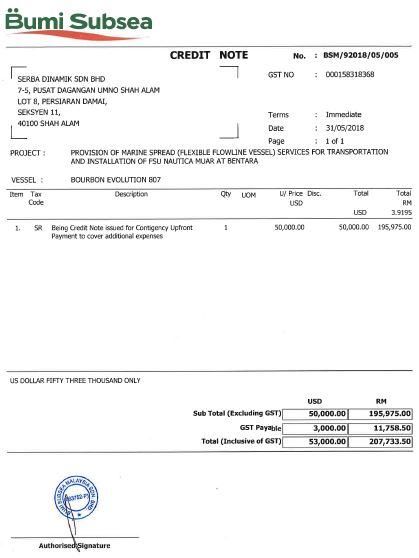 Bumi Subsea
CREDIT NOTE
No. : BSM/92018/05/005
SERBA DINAMIK SDN BHD
7-5, PUSAT DAGANGAN UMNO SHAH ALAM
LOT 8, PERSIARAN DAMAI,
SEKSYEN 11,
40100 SHAH ALAM
GST NO : 000158318368
Terms : Immediate
Date : 31/05/2018
Page : 1 of 1
PROJECT : PROVISION OF MARINE SPREAD (FLEXIBLE FLOWLINE VESSEL) SERVICES FOR TRANSPORTATION
AND INSTALLATION OF FSU NAUTICA MUAR AT BENTARA
VESSEL : BOURBON EVOLUTION 807
Item Tax Description Qty UOM U/ Price Disc. Total Total
Code USD RM
USD 3.9195
1. SR Being Credit Note issued for Contigency Upfront 1 50,000.00 50,000.00 195,975.00
Payment to cover additional expenses
US DOLLAR FIFTY THREE THOUSAND ONLY
USD RM
Sub Total (Excluding GST) 50,000.00 195,975.00
GST Payable 3,000.00 11,758.50
Total (Inclusive of GST) 53,000.00 207,733.50
BUMI SUBSEA MALAYSIA SDN. BHD.
Authorised Signature